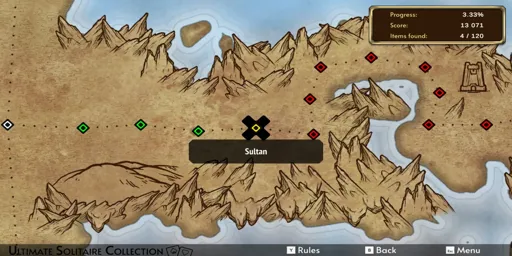 Progress: 3.33%
Score: 13 071
Items found: 4 / 120
Sultan
Ultimate Solitaire Collection
Y Rules
B Back
Menu